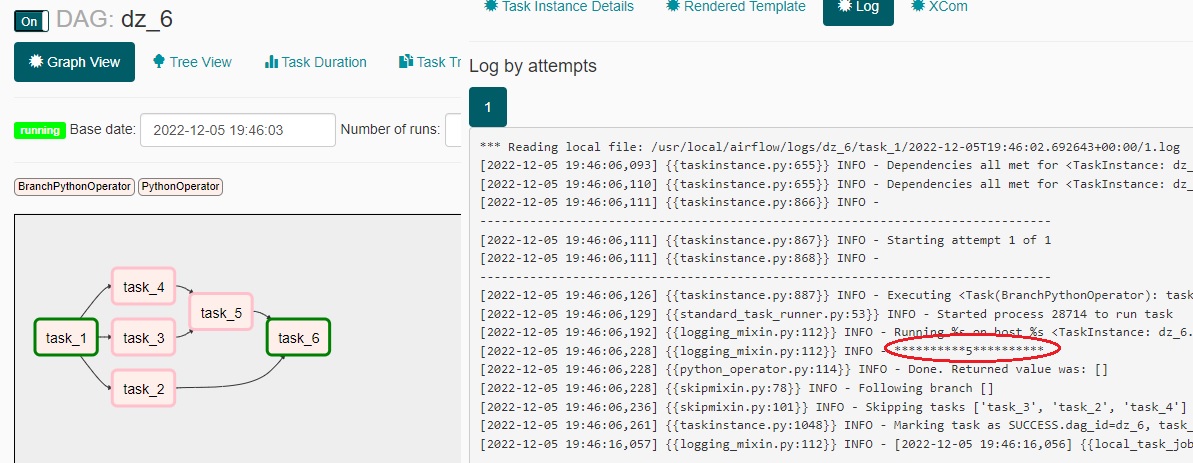 On DAG: dz_6
Graph View Tree View Task Duration Task Tr
running Base date: 2022-12-05 19:46:03 Number of runs:
BranchPythonOperator PythonOperator
task_4
task_5
task_1 task_3 task_6
task_2
Task Instance Details Rendered Template Log XCom
Log by attempts
1
*** Reading local file: /usr/local/airflow/logs/dz_6/task_1/2022-12-05T19:46:02.692643+00:00/1.log
[2022-12-05 19:46:06,093] {{taskinstance.py:655}} INFO - Dependencies all met for <TaskInstance: dz_
[2022-12-05 19:46:06,110] {{taskinstance.py:655}} INFO - Dependencies all met for <TaskInstance: dz_
[2022-12-05 19:46:06,111] {{taskinstance.py:866}} INFO -
--------------------------------------------------------------------------------
[2022-12-05 19:46:06,111] {{taskinstance.py:867}} INFO - Starting attempt 1 of 1
[2022-12-05 19:46:06,111] {{taskinstance.py:868}} INFO -
--------------------------------------------------------------------------------
[2022-12-05 19:46:06,126] {{taskinstance.py:887}} INFO - Executing <Task(BranchPythonOperator): task
[2022-12-05 19:46:06,128] {{standard_task_runner.py:53}} INFO - Started process 28714 to run task
[2022-12-05 19:46:06,192] {{logging_mixin.py:112}} INFO - Running %s on host %s <TaskInstance: dz_6.
[2022-12-05 19:46:06,228] {{logging_mixin.py:112}} INFO - **********5**********
[2022-12-05 19:46:06,228] {{python_operator.py:114}} INFO - Done. Returned value was: []
[2022-12-05 19:46:06,228] {{skipmixin.py:78}} INFO - Following branch []
[2022-12-05 19:46:06,236] {{skipmixin.py:101}} INFO - Skipping tasks ['task_3', 'task_2', 'task_4']
[2022-12-05 19:46:06,261] {{taskinstance.py:1048}} INFO - Marking task as SUCCESS.dag_id=dz_6, task_
[2022-12-05 19:46:16,057] {{logging_mixin.py:112}} INFO - [2022-12-05 19:46:16,056] {{local_task_job